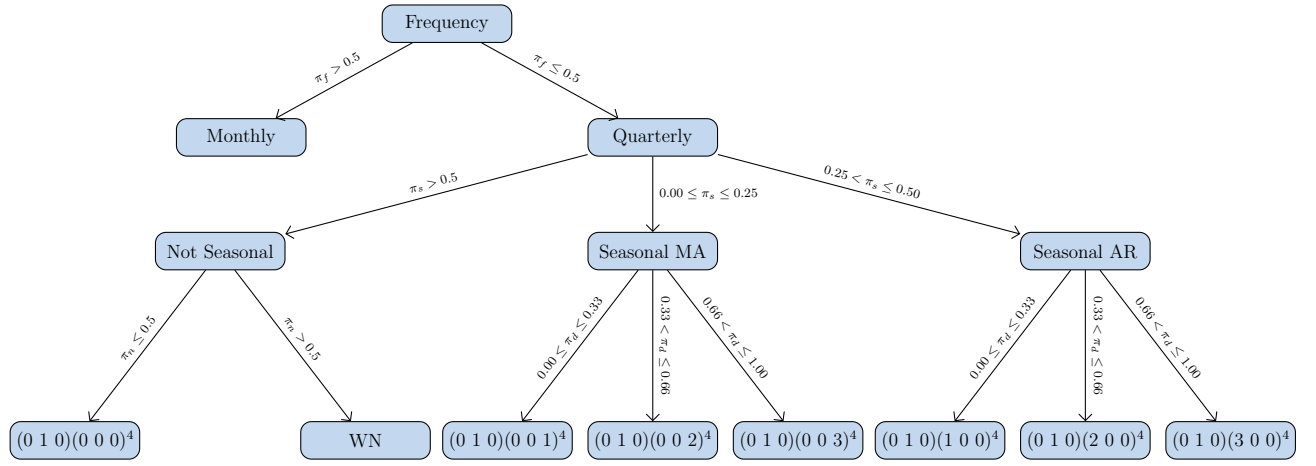 Frequency
π_f > 0.5
π_f ≤ 0.5
Monthly
Quarterly
π_s > 0.5
0.00 ≤ π_s ≤ 0.25
0.25 < π_s ≤ 0.50
Not Seasonal
Seasonal MA
Seasonal AR
π_n ≤ 0.5
π_n > 0.5
0.00 ≤ π_d ≤ 0.33
0.33 < π_d ≤ 0.66
0.66 < π_d ≤ 1.00
0.00 ≤ π_d ≤ 0.33
0.33 < π_d ≤ 0.66
0.66 < π_d ≤ 1.00
(0 1 0)(0 0 0)⁴
WN
(0 1 0)(0 0 1)⁴
(0 1 0)(0 0 2)⁴
(0 1 0)(0 0 3)⁴
(0 1 0)(1 0 0)⁴
(0 1 0)(2 0 0)⁴
(0 1 0)(3 0 0)⁴